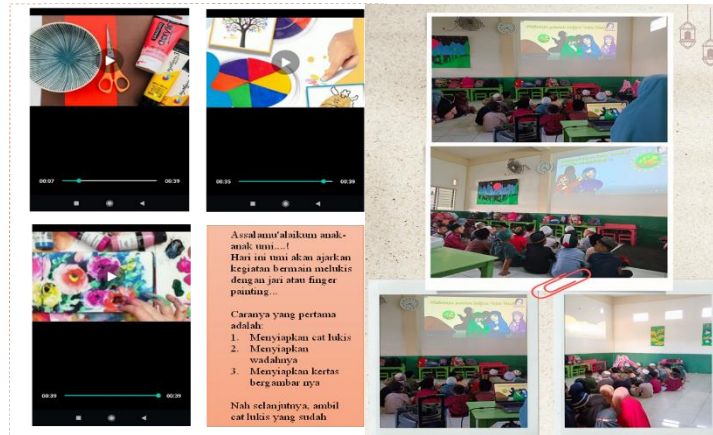 00:07
00:39
00:35
00:39
00:39
00:39
Assalamu'alaikum anak-
anak umi....!
Hari ini umi akan ajarkan
kegiatan bermain melukis
dengan jari atau finger
painting...
Caranya yang pertama
adalah:
1. Menyiapkan cat lukis
2. Menyiapkan
wadahnya
3. Menyiapkan kertas
bergambar nya
Nah selanjutnya, ambil
cat lukis yang sudah